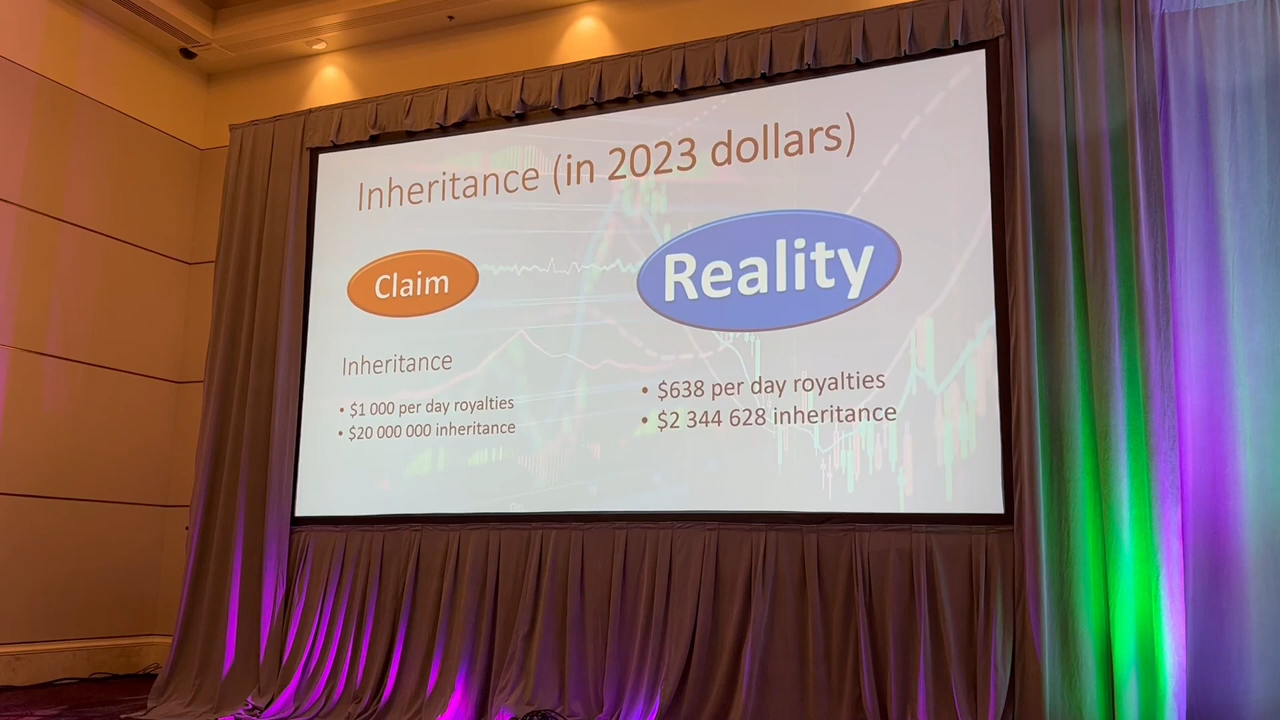 Inheritance (in 2023 dollars)
Claim
Inheritance
• $1 000 per day royalties
• $20 000 000 inheritance
Reality
• $638 per day royalties
• $2 344 628 inheritance